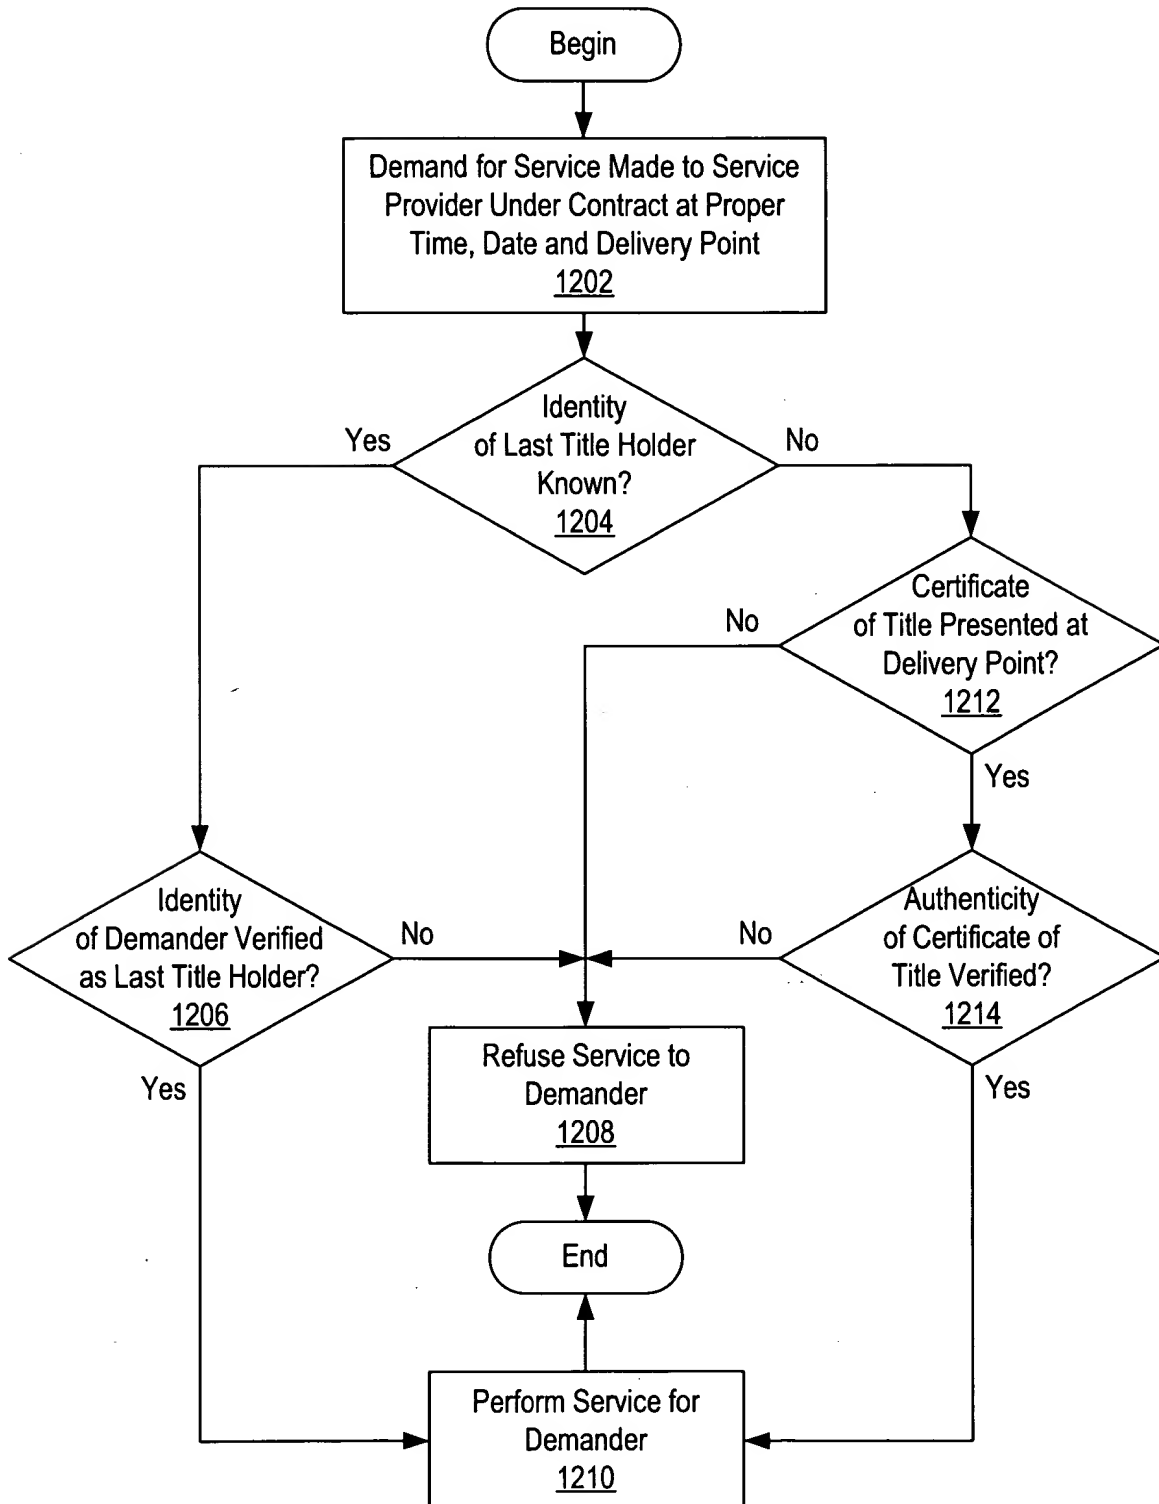 Begin
Demand for Service Made to Service
Provider Under Contract at Proper
Time, Date and Delivery Point
1202
Identity
of Last Title Holder
Known?
1204
Yes
No
Certificate
of Title Presented at
Delivery Point?
1212
No
Yes
Identity
of Demander Verified
as Last Title Holder?
1206
No
Yes
Authenticity
of Certificate of
Title Verified?
1214
No
Yes
Refuse Service to
Demander
1208
End
Perform Service for
Demander
1210